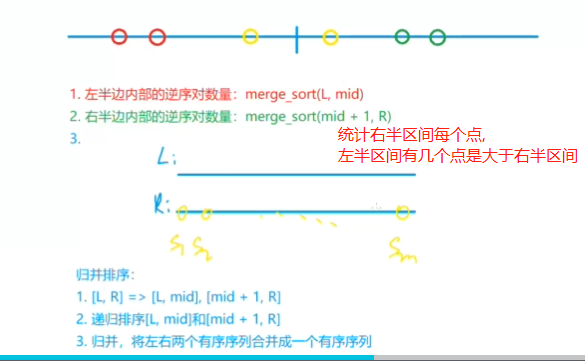 1. 左半边内部的逆序对数量：merge_sort(L, mid)
2. 右半边内部的逆序对数量：merge_sort(mid + 1, R)
3.
统计右半区间每个点,
左半区间有几个点是大于右半区间
L:
R:
S1 S2 Sm
归并排序：
1. [L, R] => [L, mid], [mid + 1, R]
2. 递归排序[L, mid]和[mid + 1, R]
3. 归并，将左右两个有序序列合并成一个有序序列